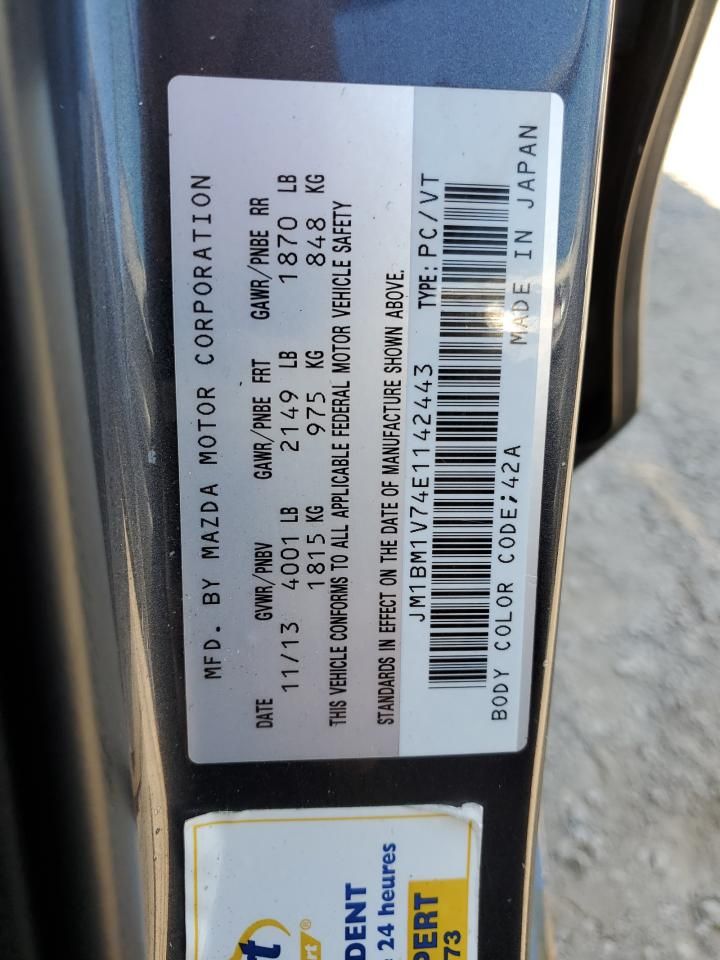 MFD. BY MAZDA MOTOR CORPORATION
DATE GVWR/PNBV GAWR/PNBE FRT GAWR/PNBE RR
11/13 4001 LB 2149 LB 1870 LB
1815 KG 975 KG 848 KG
THIS VEHICLE CONFORMS TO ALL APPLICABLE FEDERAL MOTOR VEHICLE SAFETY
STANDARDS IN EFFECT ON THE DATE OF MANUFACTURE SHOWN ABOVE.
JM1BM1V74E1142443 TYPE: PC/VT
BODY COLOR CODE;42A MADE IN JAPAN
24 heures
73